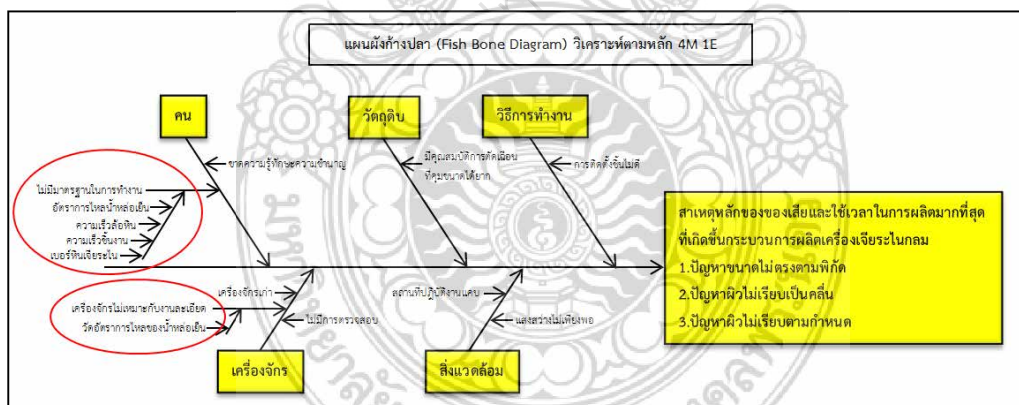 แผนผังก้างปลา (Fish Bone Diagram) วิเคราะห์ตามหลัก 4M 1E
คน
วัตถุดิบ
วิธีการทำงาน
ขาดความรู้ทักษะความชำนาญ
ไม่มีมาตรฐานในการทำงาน
อัตราการไหลน้ำหล่อเย็น
ความเร็วล้อหิน
ความเร็วชิ้นงาน
เบอร์หินเจียระไน
มีคุณสมบัติการตัดเฉือน
ที่คุมขนาดได้ยาก
การติดตั้งชิ้นไม่ดี
สาเหตุหลักของของเสียและใช้เวลาในการผลิตมากที่สุด
ที่เกิดขึ้นกระบวนการผลิตเครื่องเจียระไนกลม
1.ปัญหาขนาดไม่ตรงตามพิกัด
2.ปัญหาผิวไม่เรียบเป็นคลื่น
3.ปัญหาผิวไม่เรียบตามกำหนด
เครื่องจักรเก่า
เครื่องจักรไม่เหมาะกับงานละเอียด
วัดอัตราการไหลของน้ำหล่อเย็น
ไม่มีการตรวจสอบ
สถานที่ปฏิบัติงานแคบ
แสงสว่างไม่เพียงพอ
เครื่องจักร
สิ่งแวดล้อม